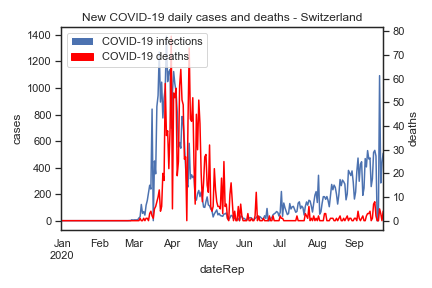 New COVID-19 daily cases and deaths - Switzerland
COVID-19 infections
COVID-19 deaths
1400
1200
1000
800
600
400
200
0
cases
80
70
60
50
40
30
20
10
0
deaths
Jan Feb Mar Apr May Jun Jul Aug Sep
2020
dateRep